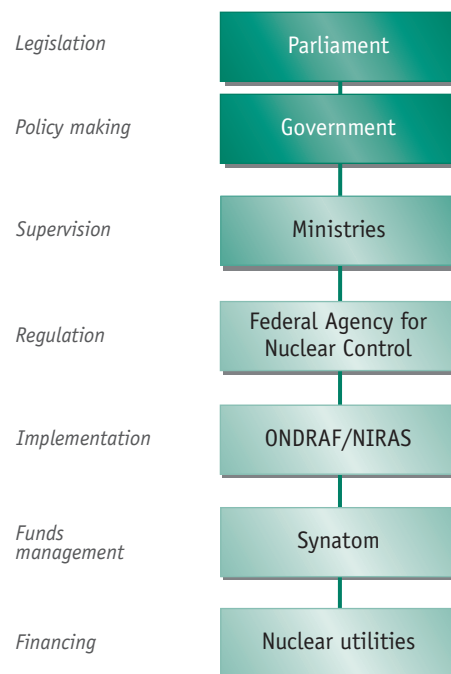 Legislation
Parliament
Policy making
Government
Supervision
Ministries
Regulation
Federal Agency for
Nuclear Control
Implementation
ONDRAF/NIRAS
Funds
management
Synatom
Financing
Nuclear utilities